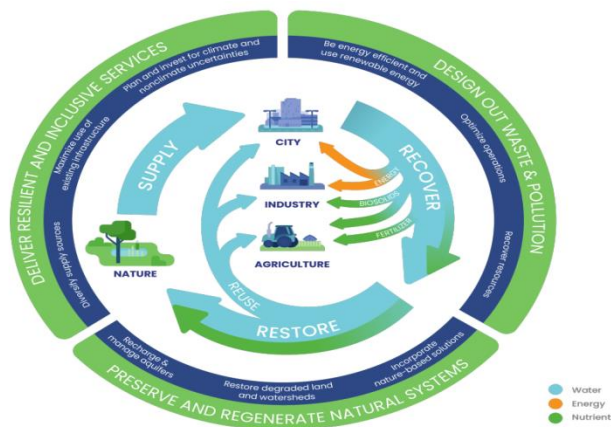 DELIVER RESILIENT AND INCLUSIVE SERVICES
Plan and invest for climate and
nonclimate uncertainties
Maximize use of
existing infrastructure
Diversify supply sources
DESIGN OUT WASTE & POLLUTION
Be energy efficient and
use renewable energy
Optimize operations
Recover resources
PRESERVE AND REGENERATE NATURAL SYSTEMS
Recharge &
manage aquifers
Restore degraded land
and watersheds
Incorporate
nature-based solutions
SUPPLY
CITY
RECOVER
ENERGY
INDUSTRY
BIOSOLIDS
FERTILIZER
AGRICULTURE
NATURE
REUSE
RESTORE
Water
Energy
Nutrient